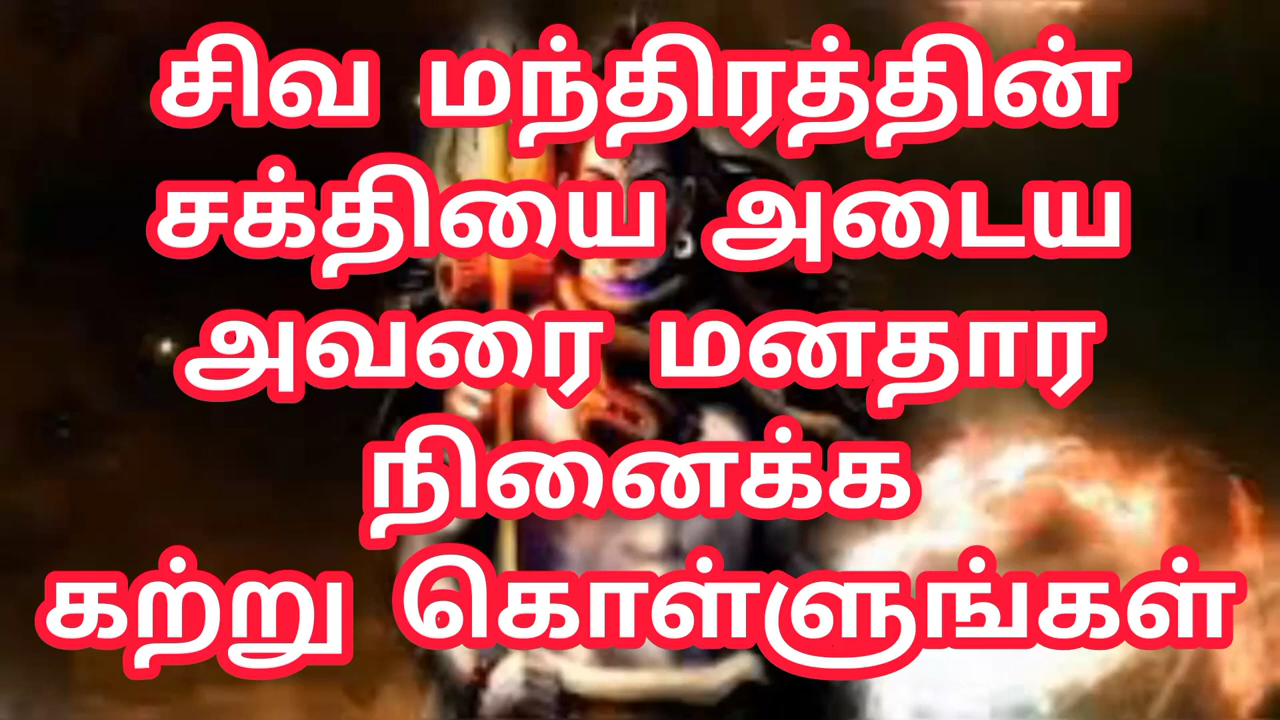 சிவ மந்திரத்தின்
சக்தியை அடைய
அவரை மனதார
நினைக்க
கற்று கொள்ளுங்கள்